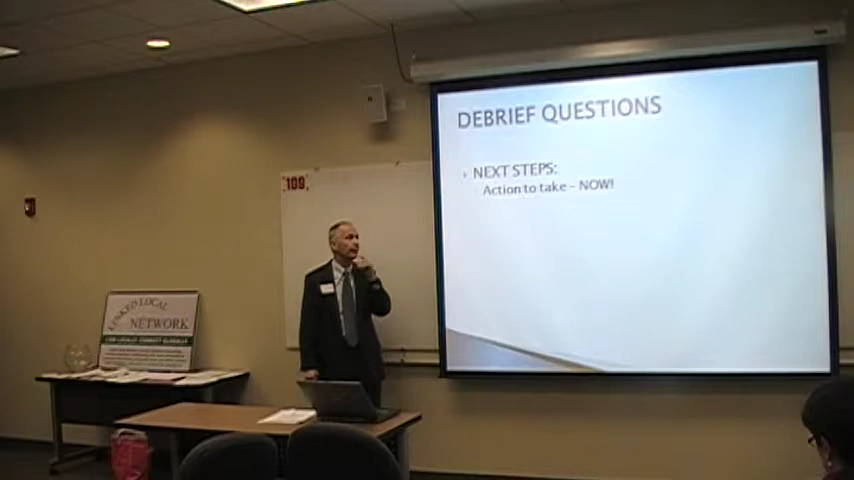 DEBRIEF QUESTIONS
NEXT STEPS:
Action to take - NOW!
109
LINKED LOCAL
NETWORK